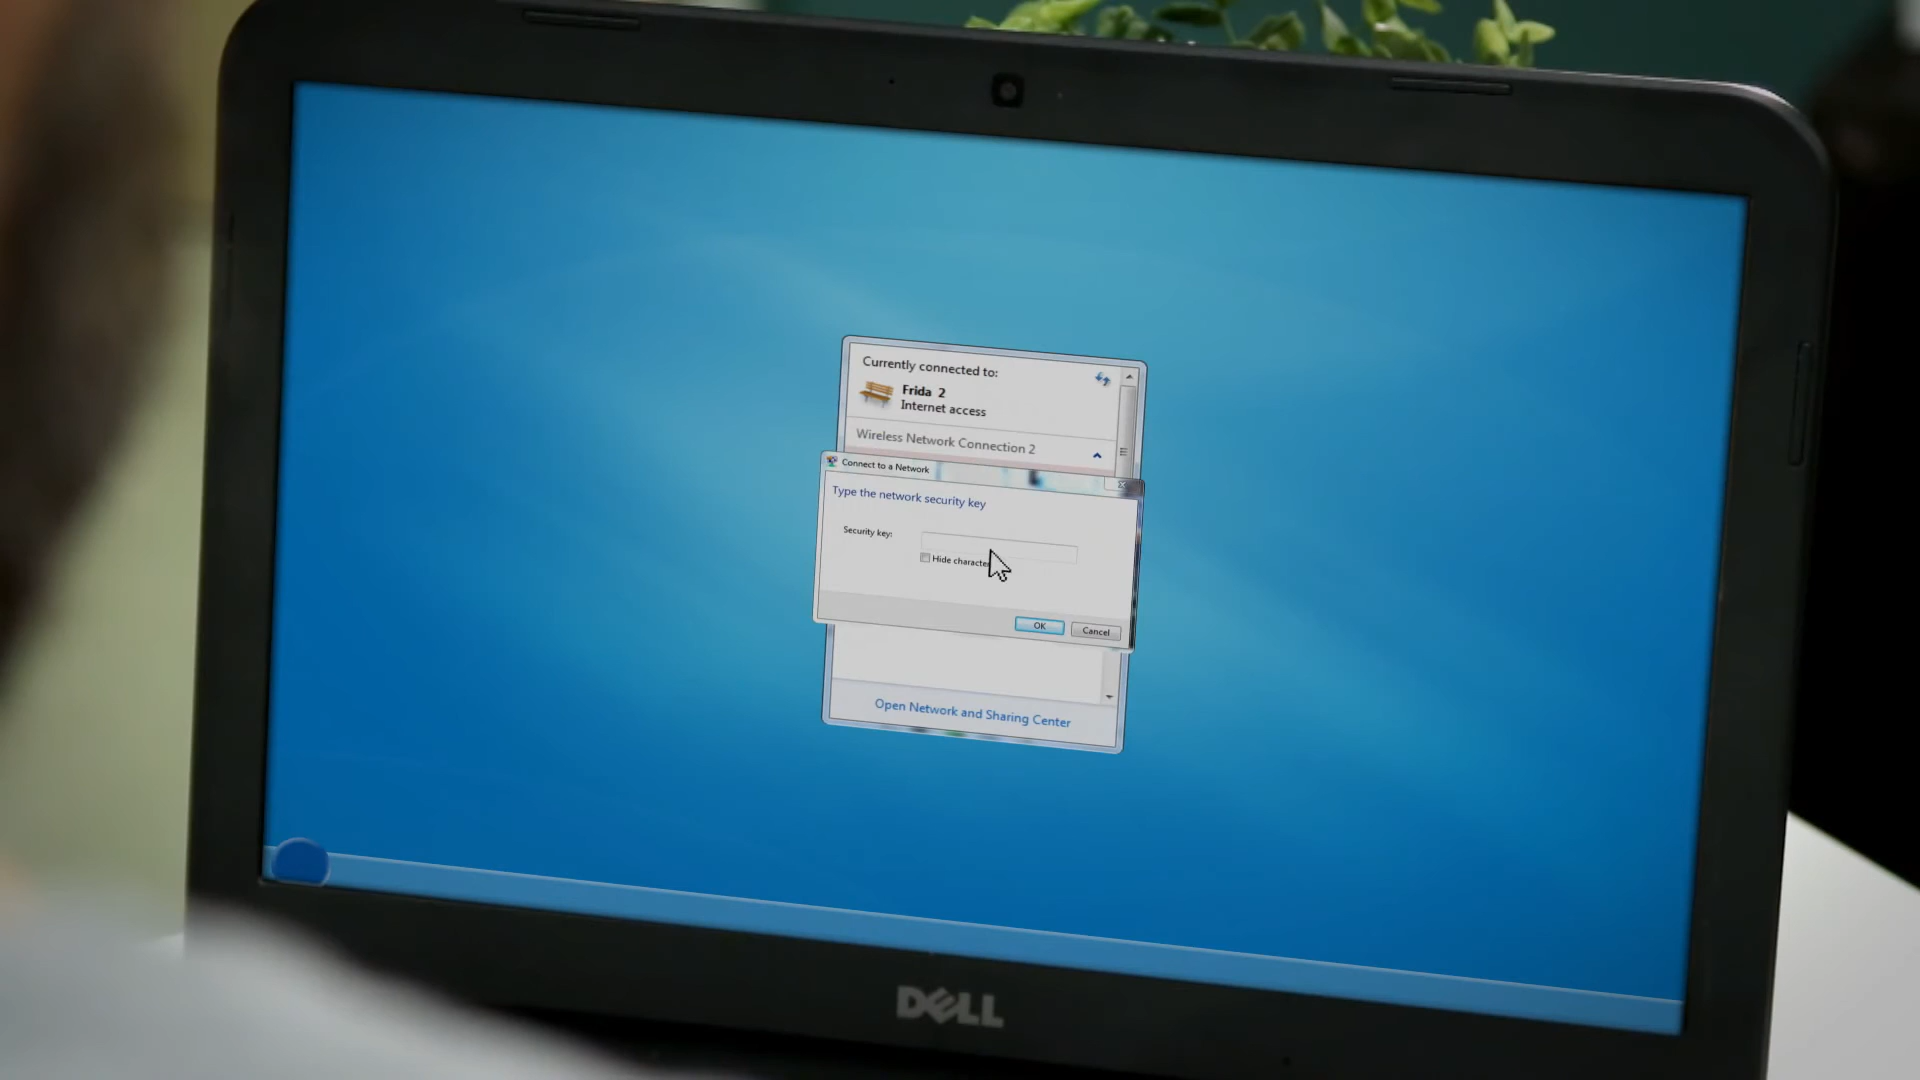 Currently connected to:
Frida 2
Internet access
Wireless Network Connection 2
Connect to a Network
Type the network security key
Security key:
Hide characte
OK
Cancel
Open Network and Sharing Center
DELL